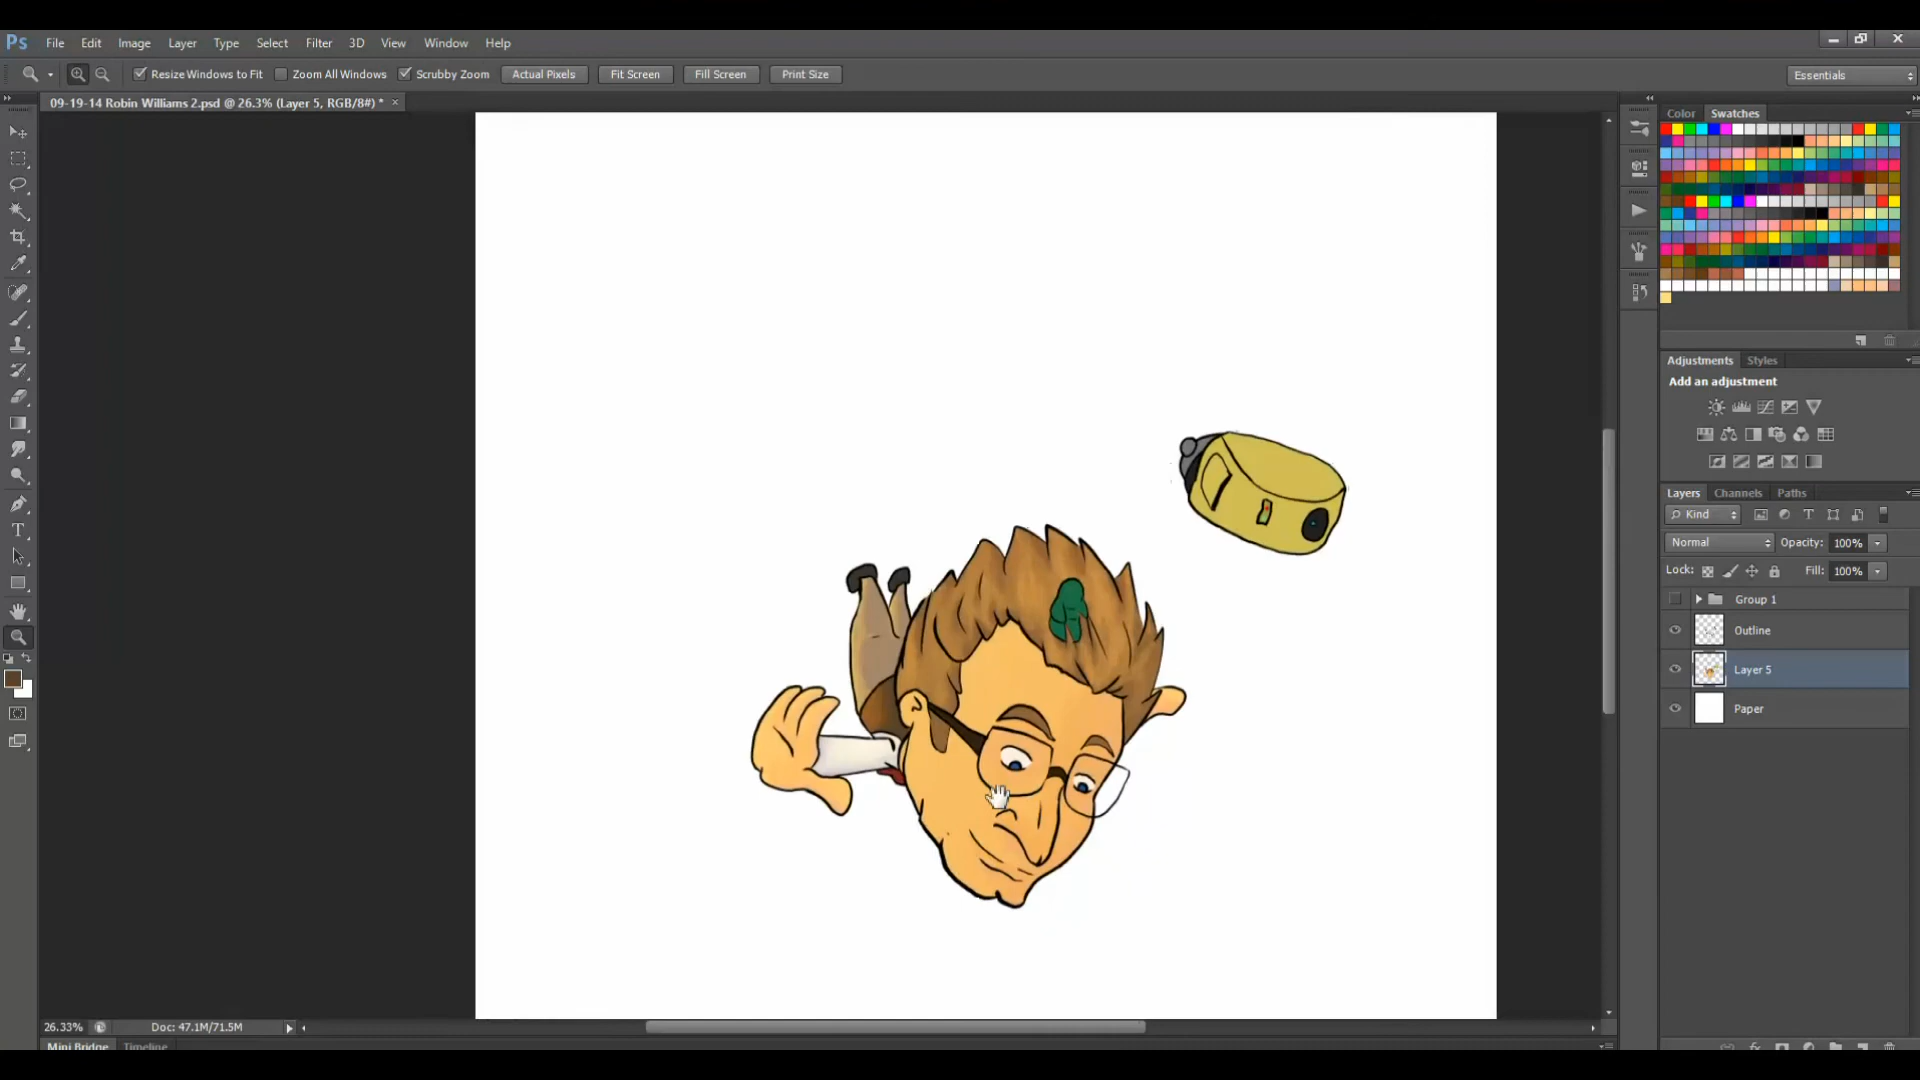 Ps File Edit Image Layer Type Select Filter 3D View Window Help
Resize Windows to Fit Zoom All Windows Scrubby Zoom Actual Pixels Fit Screen Fill Screen Print Size Essentials
09-19-14 Robin Williams 2.psd @ 26.3% (Layer 5, RGB/8#) *
Color Swatches
Adjustments Styles
Add an adjustment
Layers Channels Paths
Kind
Normal Opacity: 100%
Lock: Fill: 100%
Group 1
Outline
Layer 5
Paper
26.33% Doc: 47.1M/71.5M
Mini Bridge Timeline